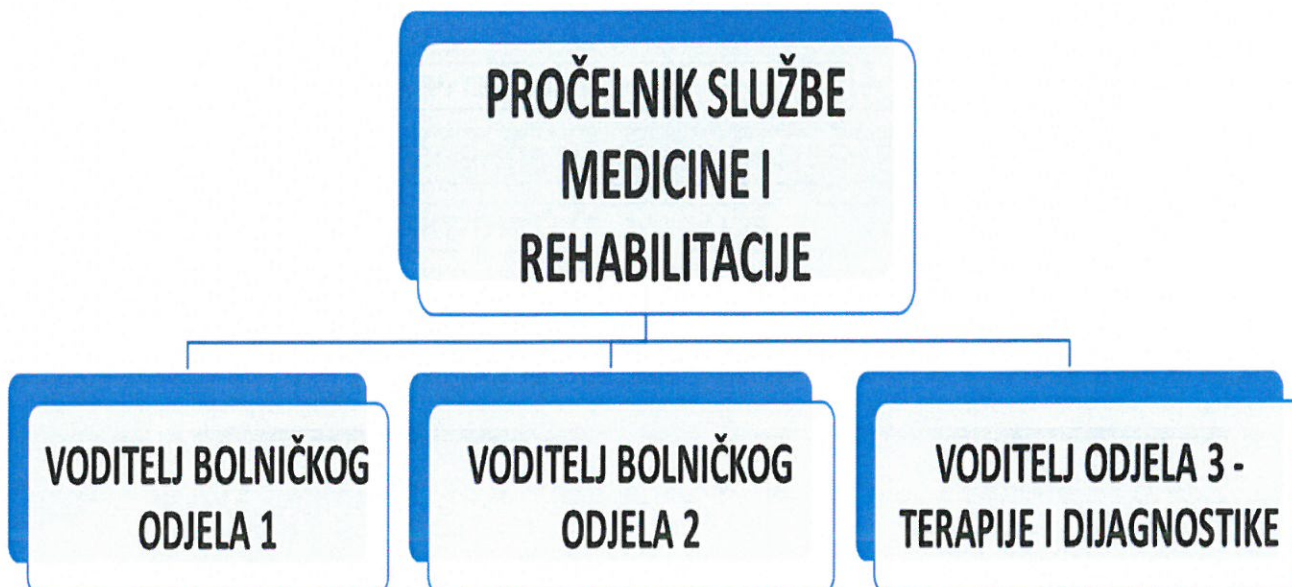 PROČELNIK SLUŽBE
MEDICINE I
REHABILITACIJE
VODITELJ BOLNIČKOG
ODJELA 1
VODITELJ BOLNIČKOG
ODJELA 2
VODITELJ ODJELA 3 -
TERAPIJE I DIJAGNOSTIKE